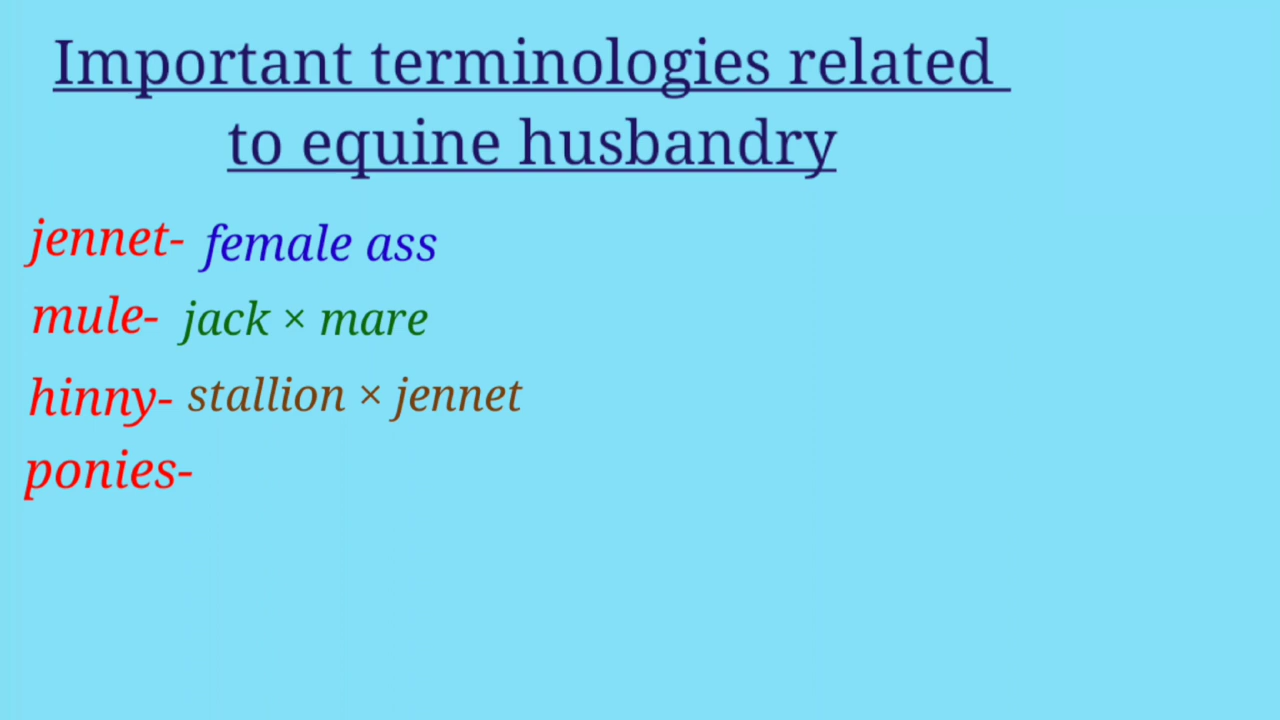 Important terminologies related
to equine husbandry
jennet- female ass
mule- jack × mare
hinny- stallion × jennet
ponies-